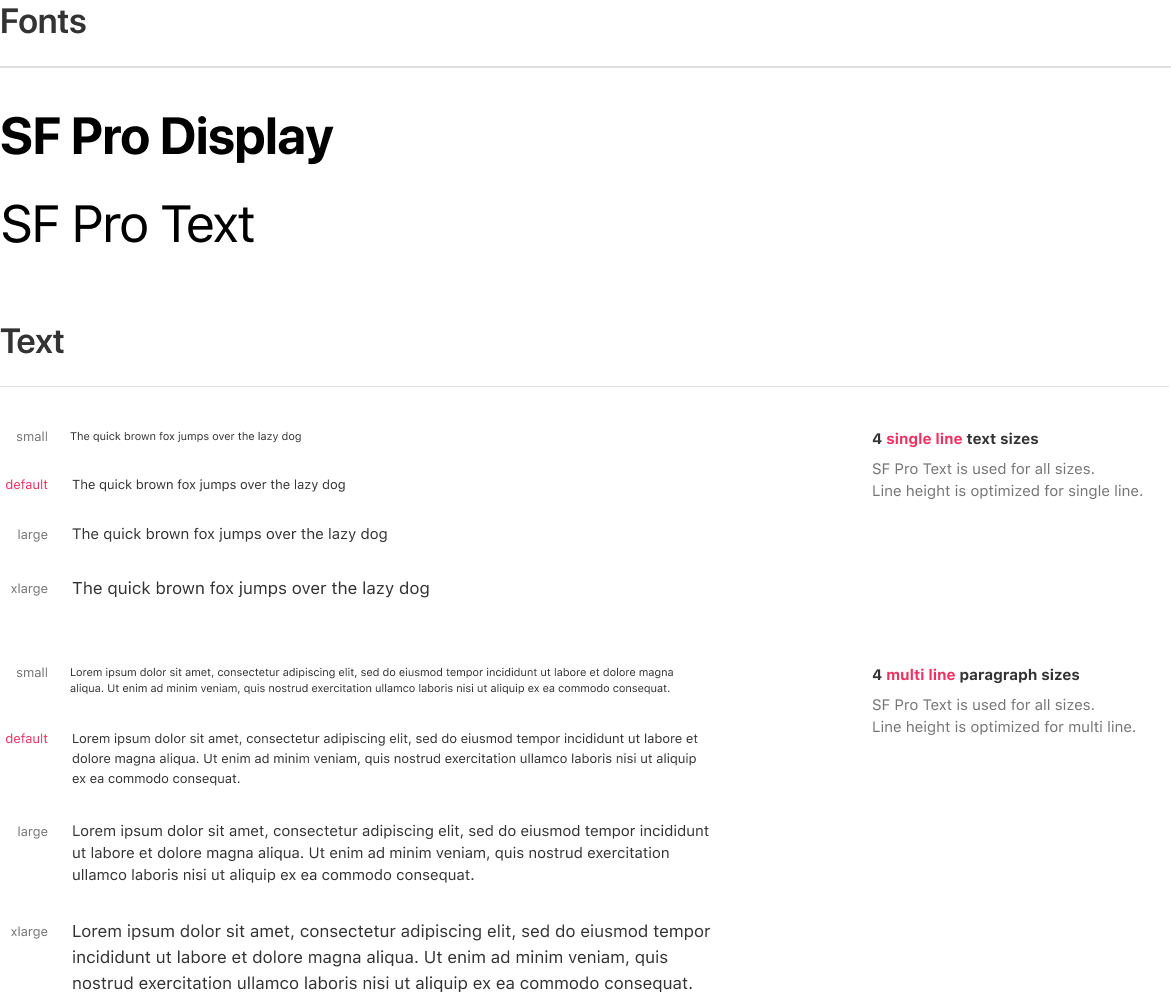 Fonts
SF Pro Display
SF Pro Text
Text
small The quick brown fox jumps over the lazy dog
default The quick brown fox jumps over the lazy dog
large The quick brown fox jumps over the lazy dog
xlarge The quick brown fox jumps over the lazy dog
4 single line text sizes
SF Pro Text is used for all sizes.
Line height is optimized for single line.
small Lorem ipsum dolor sit amet, consectetur adipiscing elit, sed do eiusmod tempor incididunt ut labore et dolore magna
aliqua. Ut enim ad minim veniam, quis nostrud exercitation ullamco laboris nisi ut aliquip ex ea commodo consequat.
default Lorem ipsum dolor sit amet, consectetur adipiscing elit, sed do eiusmod tempor incididunt ut labore et
dolore magna aliqua. Ut enim ad minim veniam, quis nostrud exercitation ullamco laboris nisi ut aliquip
ex ea commodo consequat.
large Lorem ipsum dolor sit amet, consectetur adipiscing elit, sed do eiusmod tempor incididunt
ut labore et dolore magna aliqua. Ut enim ad minim veniam, quis nostrud exercitation
ullamco laboris nisi ut aliquip ex ea commodo consequat.
xlarge Lorem ipsum dolor sit amet, consectetur adipiscing elit, sed do eiusmod tempor
incididunt ut labore et dolore magna aliqua. Ut enim ad minim veniam, quis
nostrud exercitation ullamco laboris nisi ut aliquip ex ea commodo consequat.
4 multi line paragraph sizes
SF Pro Text is used for all sizes.
Line height is optimized for multi line.